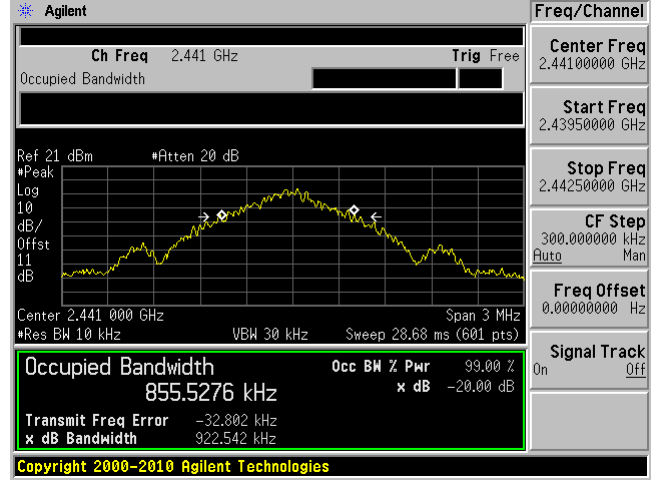 Agilent
Freq/Channel
Ch Freq 2.441 GHz Trig Free
Occupied Bandwidth
Center Freq
2.44100000 GHz
Start Freq
2.43950000 GHz
Stop Freq
2.44250000 GHz
CF Step
300.000000 kHz
Auto Man
Freq Offset
0.00000000 Hz
Signal Track
On Off
Ref 21 dBm #Atten 20 dB
#Peak
Log
10
dB/
Offst
11
dB
Center 2.441 000 GHz Span 3 MHz
#Res BW 10 kHz VBW 30 kHz Sweep 28.68 ms (601 pts)
Occupied Bandwidth Occ BW % Pwr 99.00 %
855.5276 kHz x dB -20.00 dB
Transmit Freq Error -32.802 kHz
x dB Bandwidth 922.542 kHz
Copyright 2000-2010 Agilent Technologies